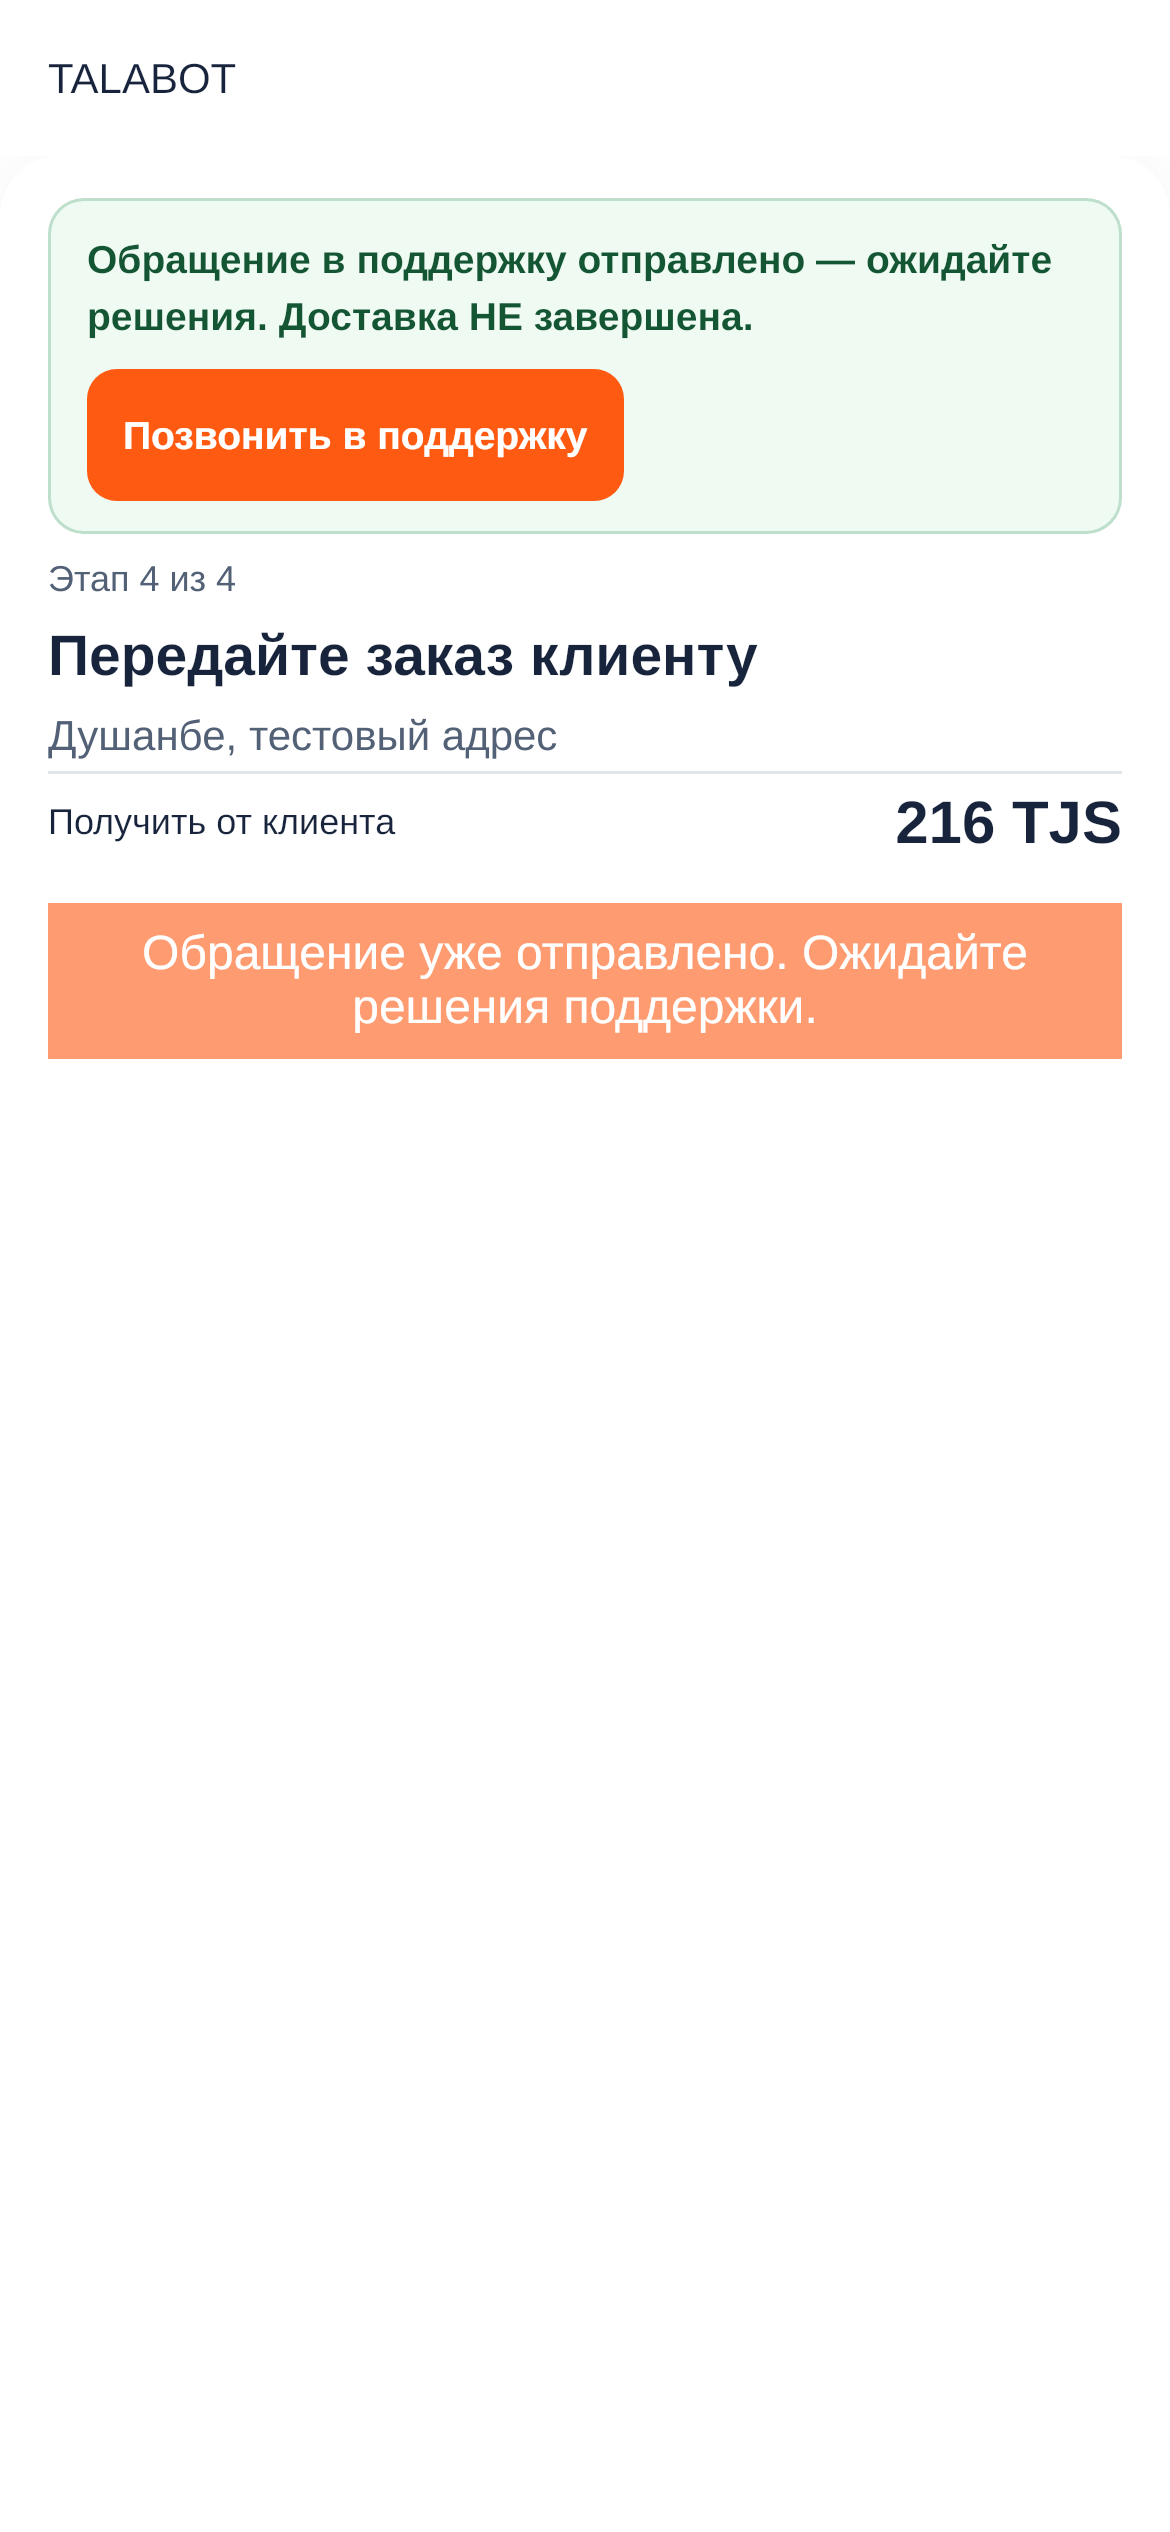 TALABOT
Обращение в поддержку отправлено — ожидайте
решения. Доставка НЕ завершена.
Позвонить в поддержку
Этап 4 из 4
Передайте заказ клиенту
Душанбе, тестовый адрес
Получить от клиента
216 TJS
Обращение уже отправлено. Ожидайте
решения поддержки.